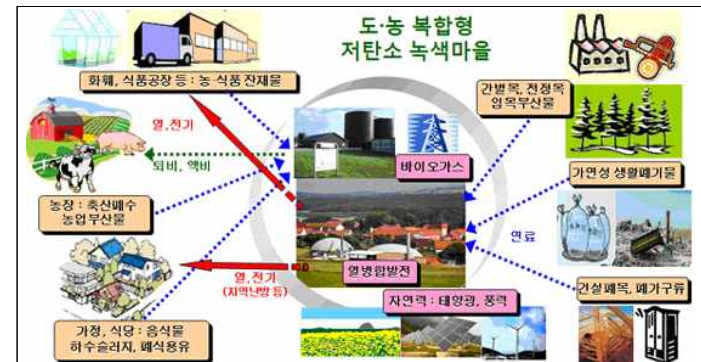 도·농 복합형
저탄소 녹색마을
화훼, 식품공장 등 : 농·식품 잔재물
간벌목, 전정목
임목부산물
열,전기
바이오가스
퇴비, 액비
가연성 생활폐기물
농장 : 축산폐수
농업부산물
연료
열병합발전
열,전기
(지역난방 등)
건설폐목, 폐가구류
자연력 : 태양광, 풍력
가정, 식당 : 음식물
하수슬러지, 폐식용유